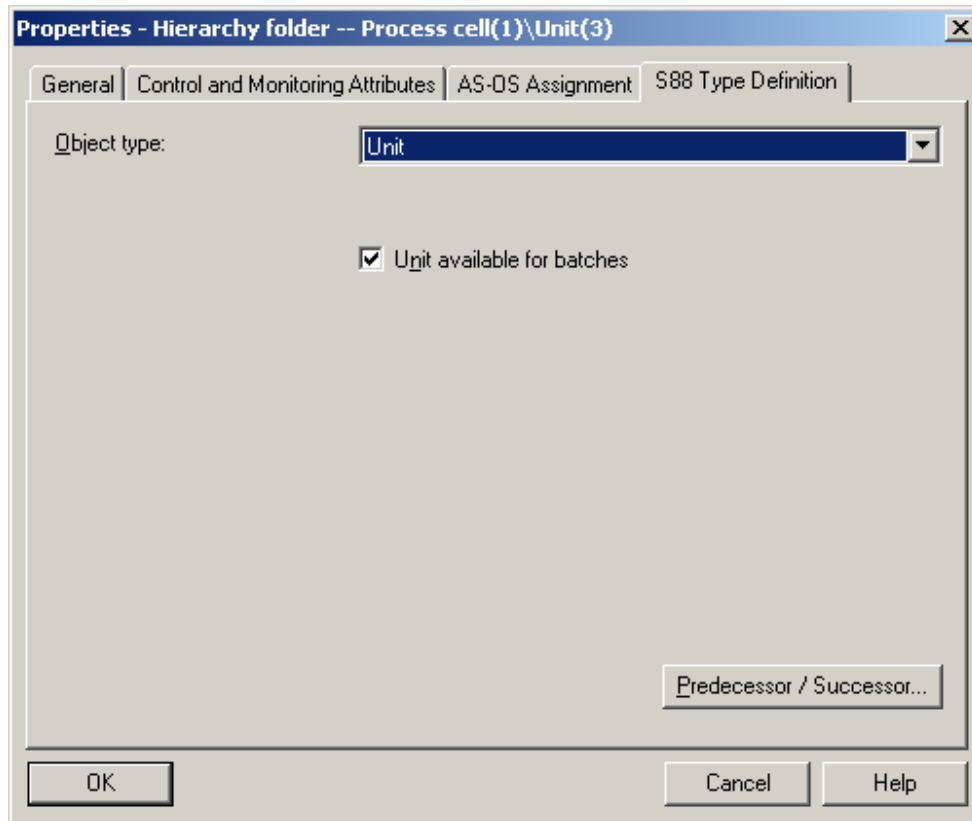 Properties - Hierarchy folder -- Process cell(1)\Unit(3)
General Control and Monitoring Attributes AS-OS Assignment S88 Type Definition
Object type: Unit
Unit available for batches
Predecessor / Successor...
OK Cancel Help